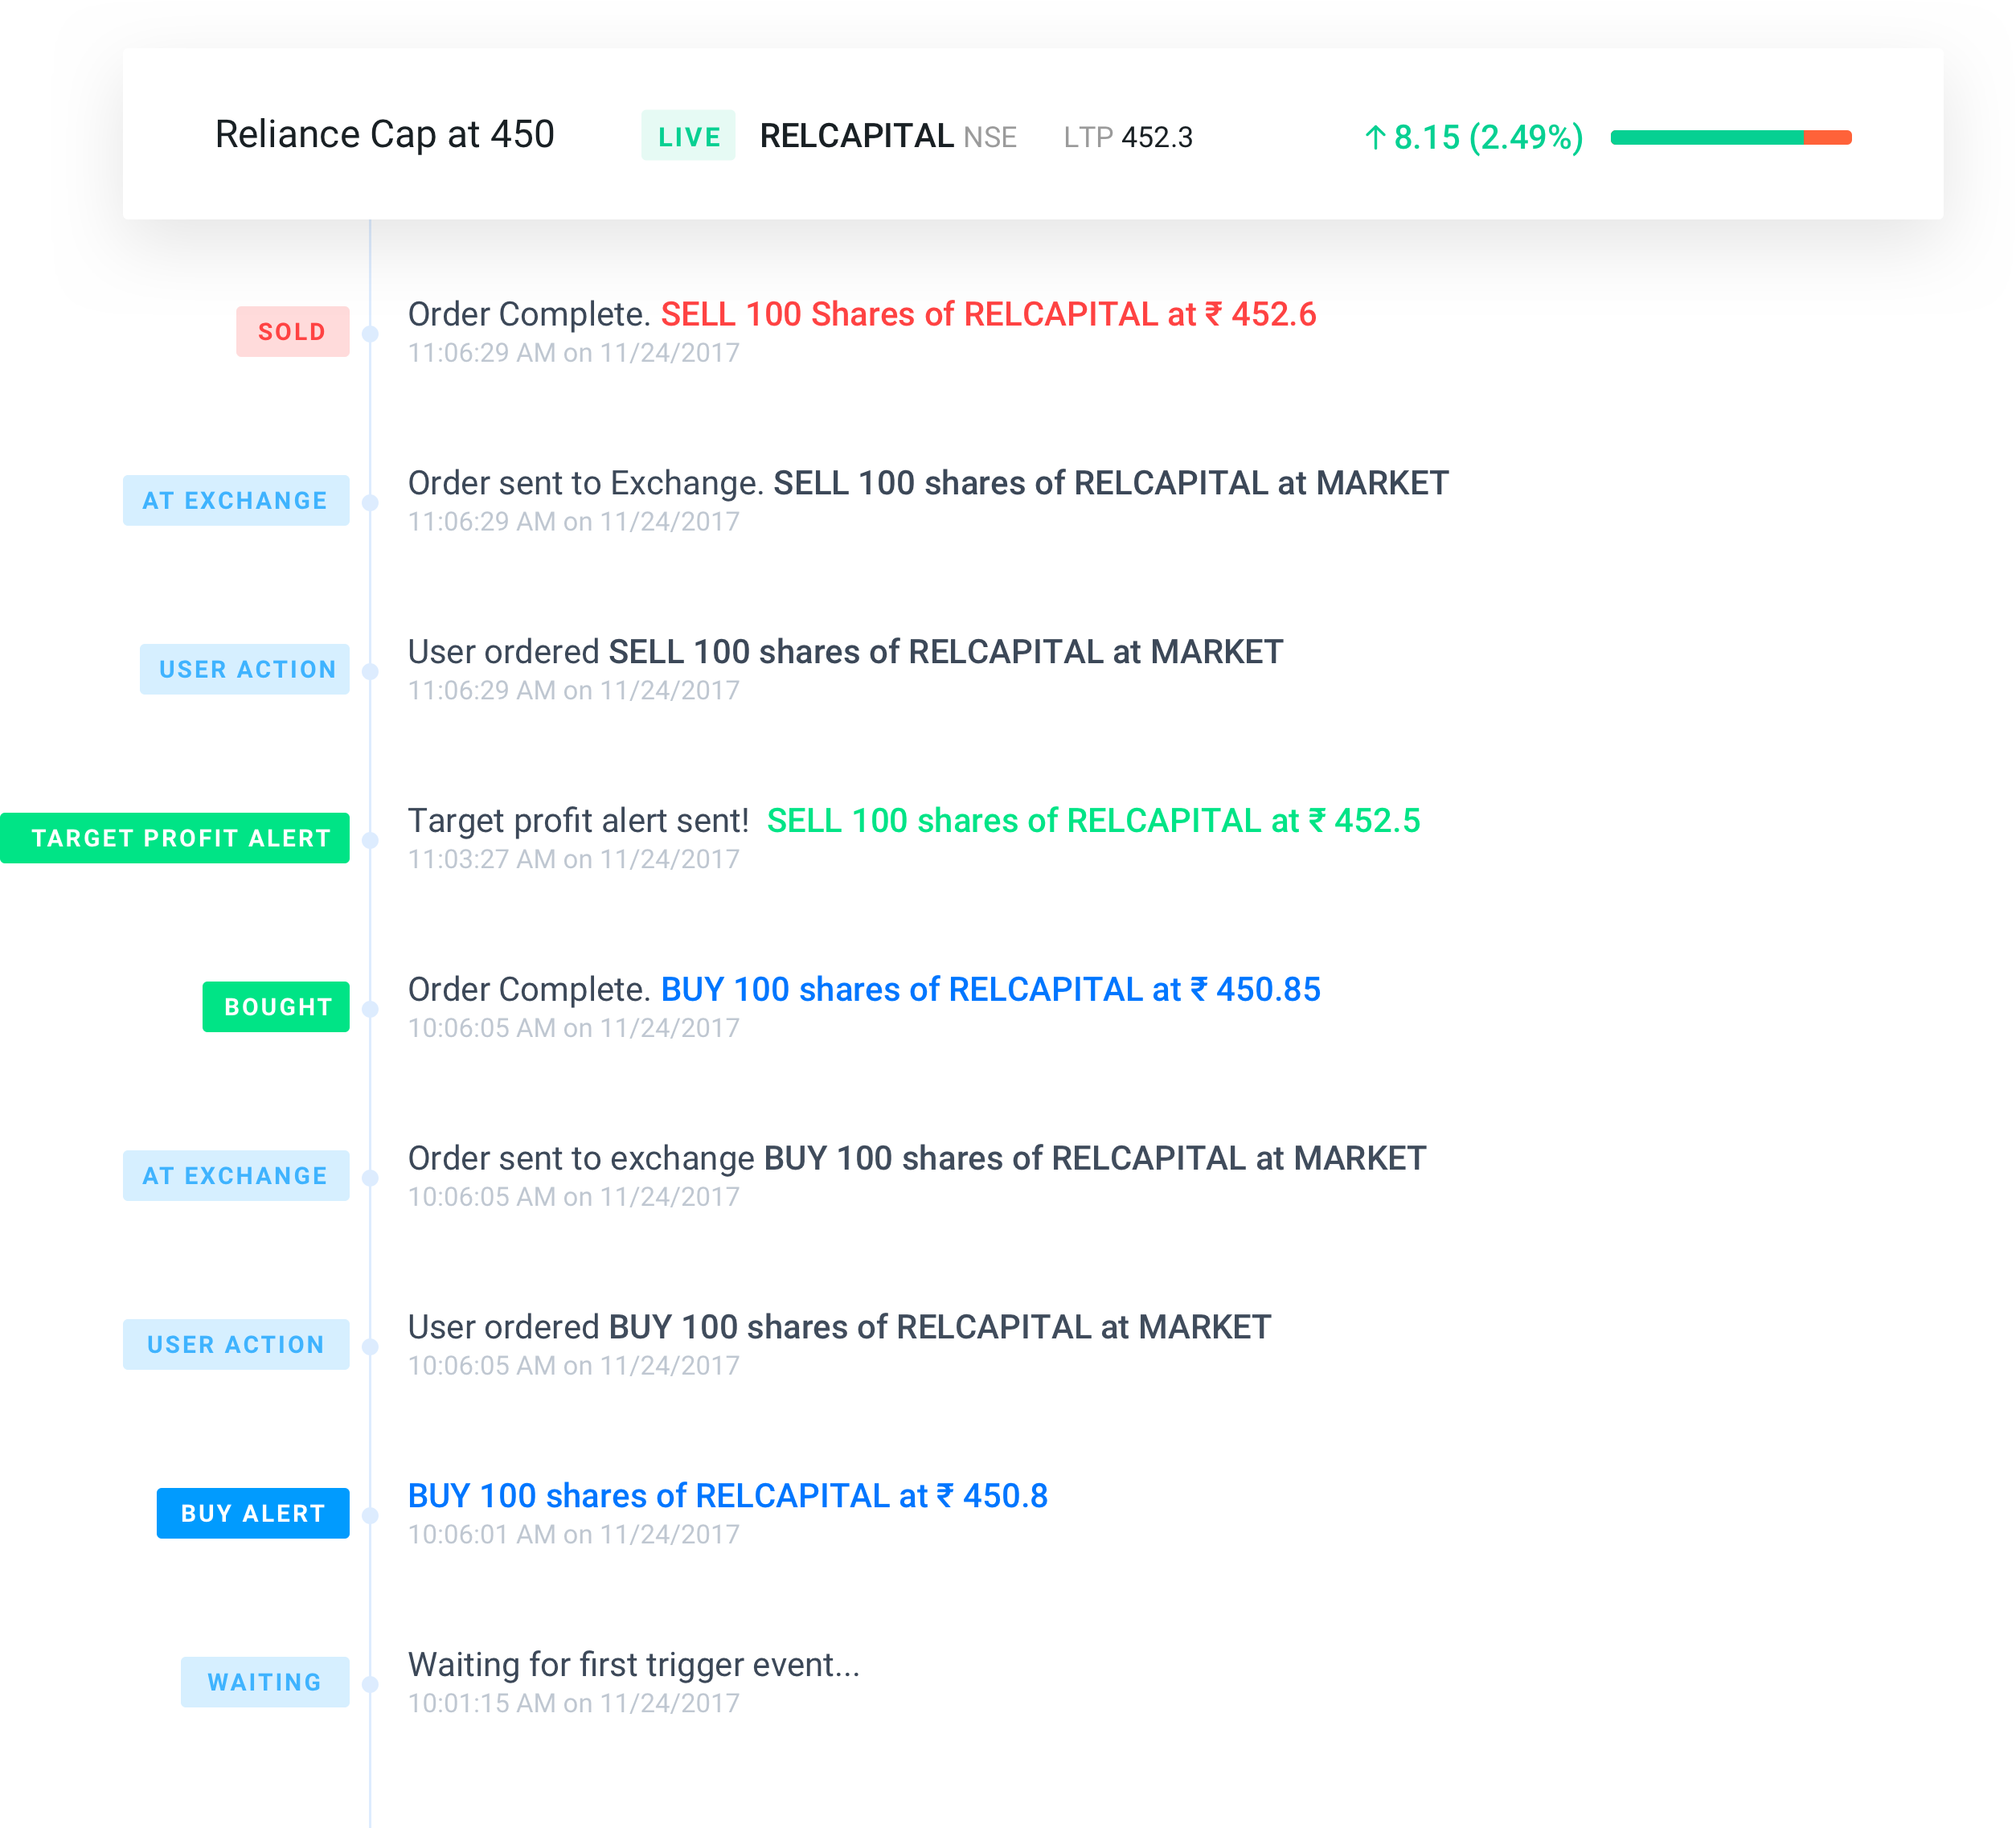 Reliance Cap at 450 LIVE RELCAPITAL NSE LTP 452.3 ↑ 8.15 (2.49%)
SOLD Order Complete. SELL 100 Shares of RELCAPITAL at ₹ 452.6
11:06:29 AM on 11/24/2017
AT EXCHANGE Order sent to Exchange. SELL 100 shares of RELCAPITAL at MARKET
11:06:29 AM on 11/24/2017
USER ACTION User ordered SELL 100 shares of RELCAPITAL at MARKET
11:06:29 AM on 11/24/2017
TARGET PROFIT ALERT Target profit alert sent! SELL 100 shares of RELCAPITAL at ₹ 452.5
11:03:27 AM on 11/24/2017
BOUGHT Order Complete. BUY 100 shares of RELCAPITAL at ₹ 450.85
10:06:05 AM on 11/24/2017
AT EXCHANGE Order sent to exchange BUY 100 shares of RELCAPITAL at MARKET
10:06:05 AM on 11/24/2017
USER ACTION User ordered BUY 100 shares of RELCAPITAL at MARKET
10:06:05 AM on 11/24/2017
BUY ALERT BUY 100 shares of RELCAPITAL at ₹ 450.8
10:06:01 AM on 11/24/2017
WAITING Waiting for first trigger event...
10:01:15 AM on 11/24/2017